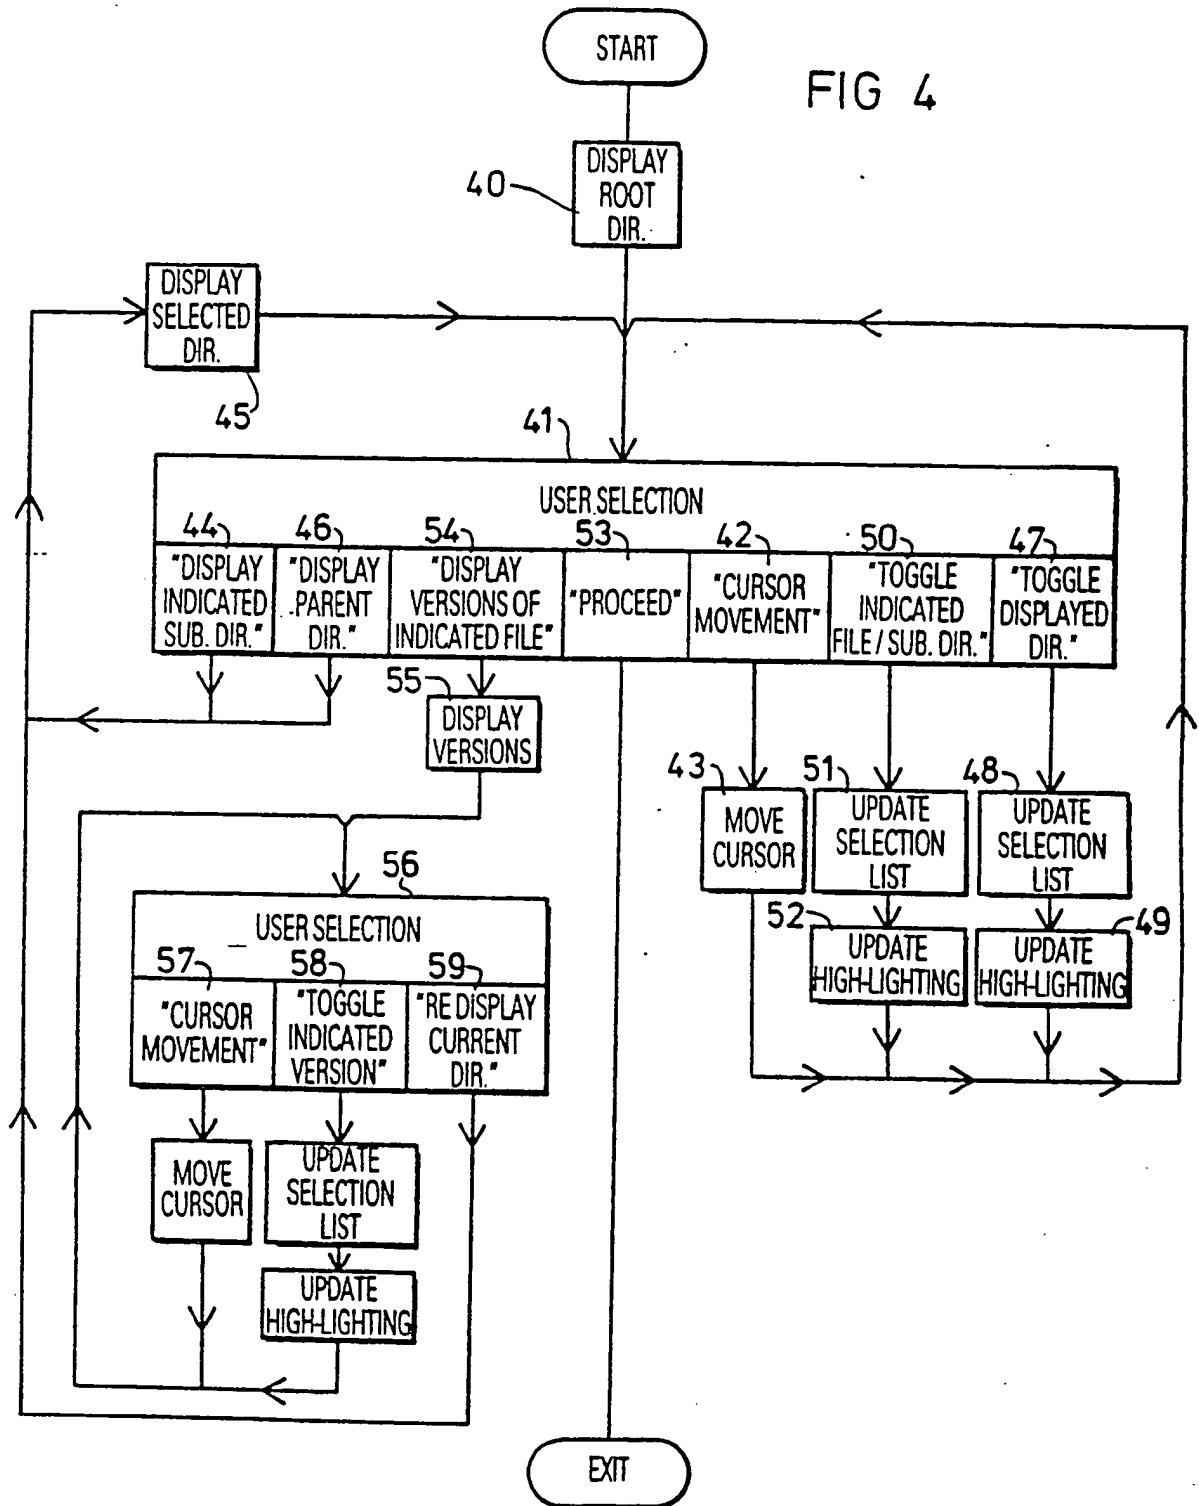 START
FIG 4
DISPLAY
ROOT
DIR.
40
DISPLAY
SELECTED
DIR.
45
41
USER SELECTION
44
46
54
53
42
50
47
"DISPLAY
INDICATED
SUB. DIR."
"DISPLAY
PARENT
DIR."
"DISPLAY
VERSIONS OF
INDICATED FILE"
"PROCEED"
"CURSOR
MOVEMENT"
"TOGGLE
INDICATED
FILE / SUB. DIR."
"TOGGLE
DISPLAYED
DIR."
55
DISPLAY
VERSIONS
43
MOVE
CURSOR
51
UPDATE
SELECTION
LIST
48
UPDATE
SELECTION
LIST
52
UPDATE
HIGH-LIGHTING
49
UPDATE
HIGH-LIGHTING
56
USER SELECTION
57
58
59
"CURSOR
MOVEMENT"
"TOGGLE
INDICATED
VERSION"
"RE DISPLAY
CURRENT
DIR."
MOVE
CURSOR
UPDATE
SELECTION
LIST
UPDATE
HIGH-LIGHTING
EXIT